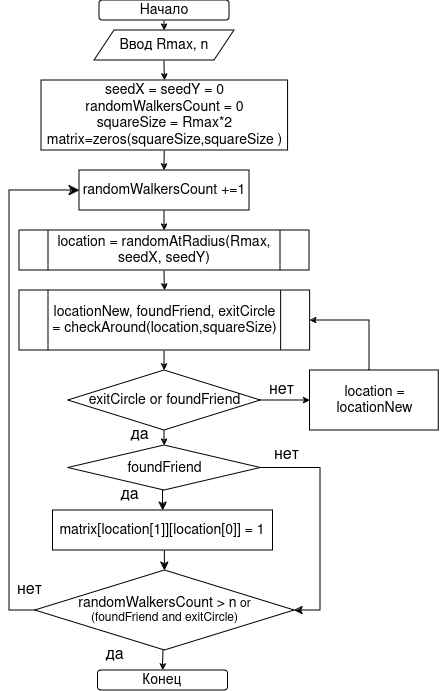 Начало
Ввод Rmax, n
seedX = seedY = 0
randomWalkersCount = 0
squareSize = Rmax*2
matrix=zeros(squareSize,squareSize )
randomWalkersCount +=1
location = randomAtRadius(Rmax,
seedX, seedY)
locationNew, foundFriend, exitCircle
= checkAround(location,squareSize)
exitCircle or foundFriend
нет
location =
locationNew
да
foundFriend
нет
да
matrix[location[1]][location[0]] = 1
нет
randomWalkersCount > n or
(foundFriend and exitCircle)
да
Конец